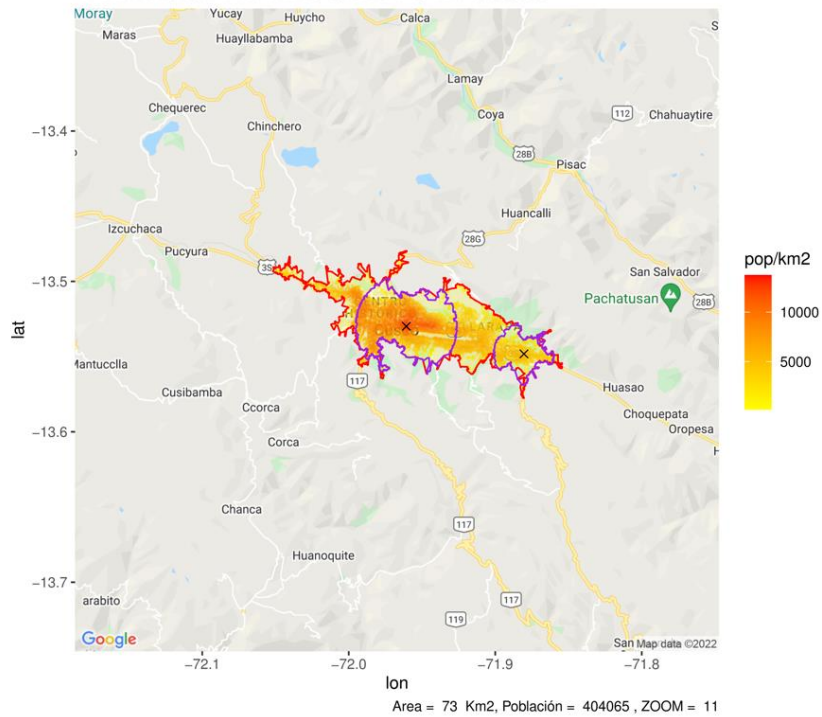 Moray
Yucay
Huycho
Calca
Maras
Huayllabamba
Lamay
Chequerec
Coya
112
Chahuaytire
Chinchero
−13.4
28B
Pisac
Huancalli
Izcuchaca
28G
Pucyura
3S
pop/km2
San Salvador
−13.5
Pachatusan
28B
10000
5000
lat
117
Huasao
Cusibamba
Ccorca
Choquepata
Oropesa
−13.6
Corca
Chanca
117
Huanoquite
−13.7
arabito
117
119
Google
San
Map data ©2022
−72.1
−72.0
−71.9
−71.8
lon
Area = 73 Km2, Población = 404065 , ZOOM = 11